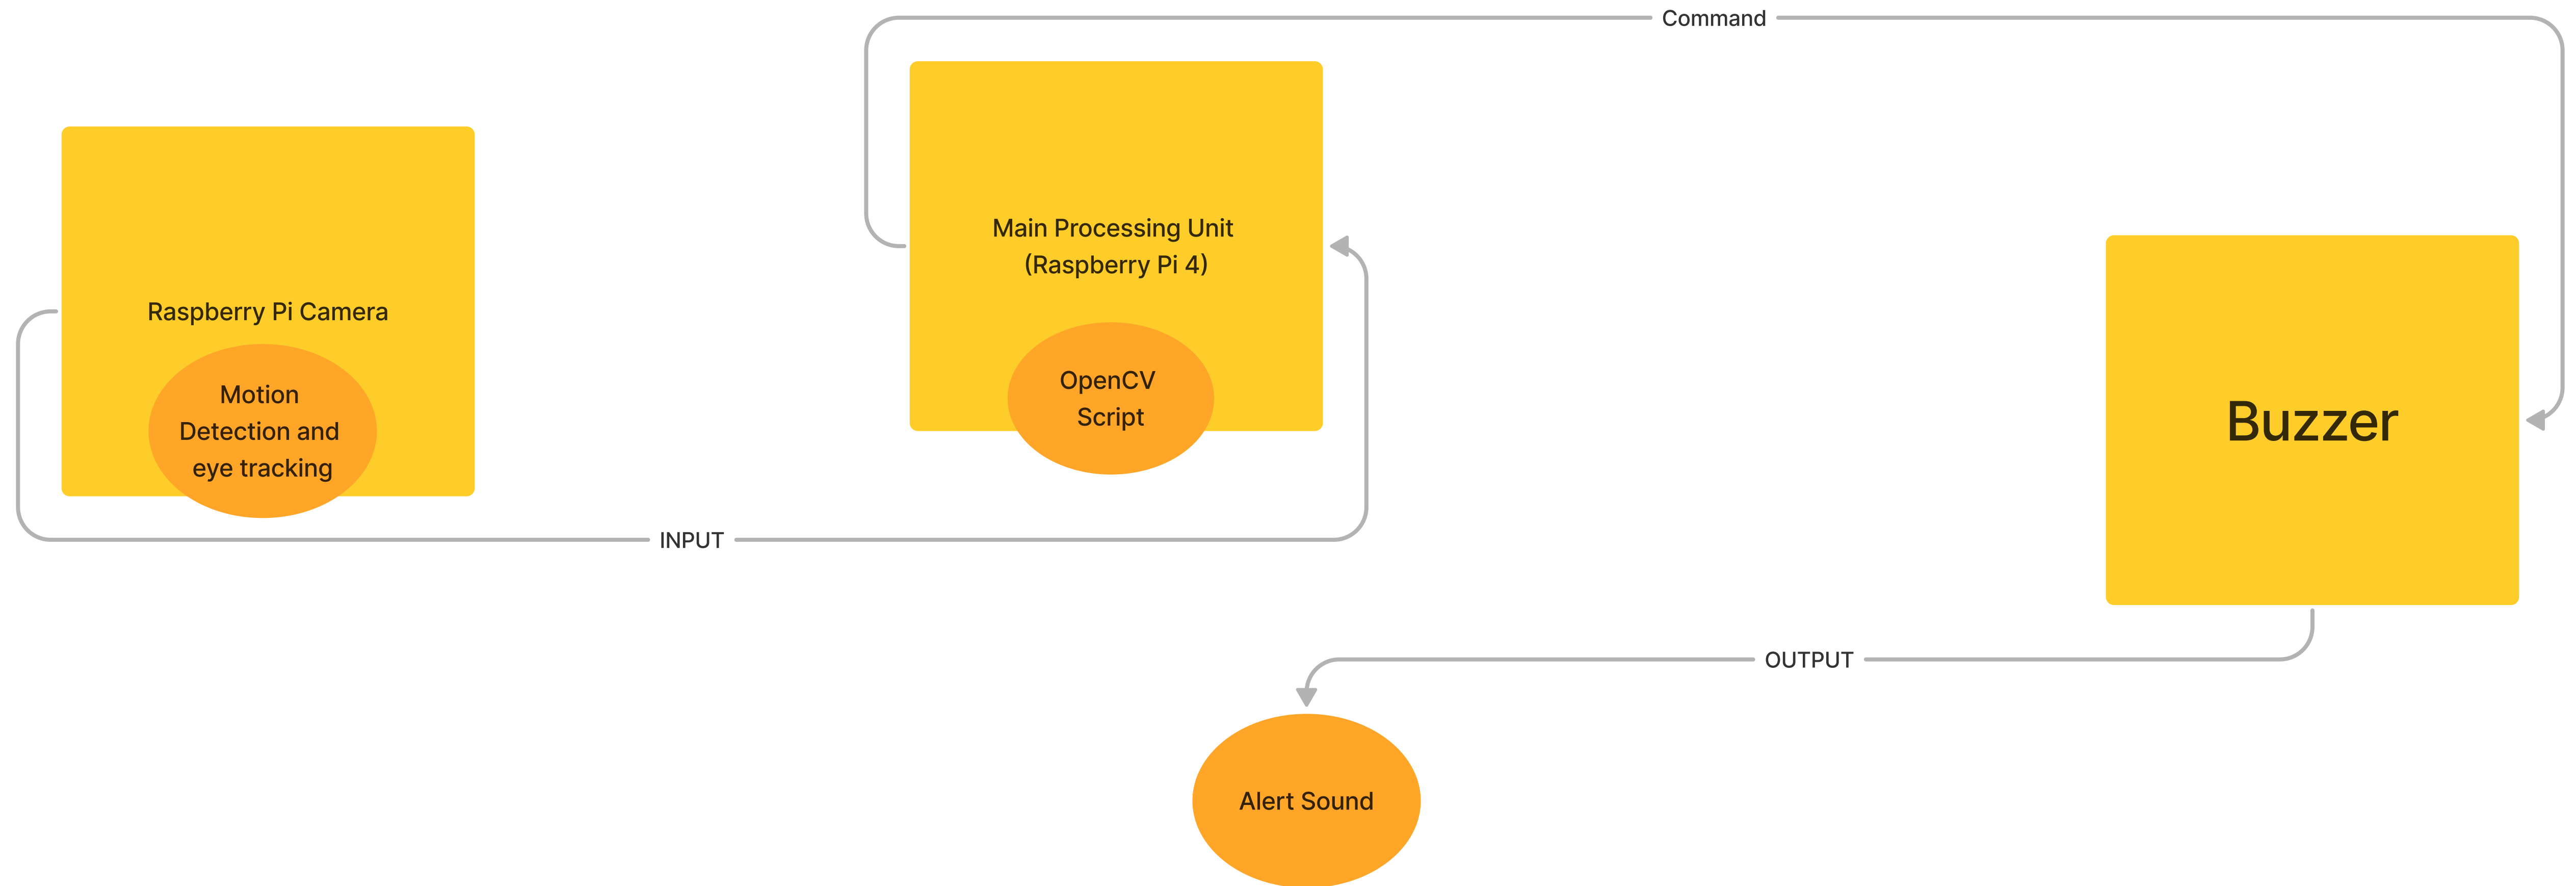 Command
Main Processing Unit
(Raspberry Pi 4)
Raspberry Pi Camera
OpenCV
Script
Motion
Detection and
eye tracking
Buzzer
INPUT
OUTPUT
Alert Sound